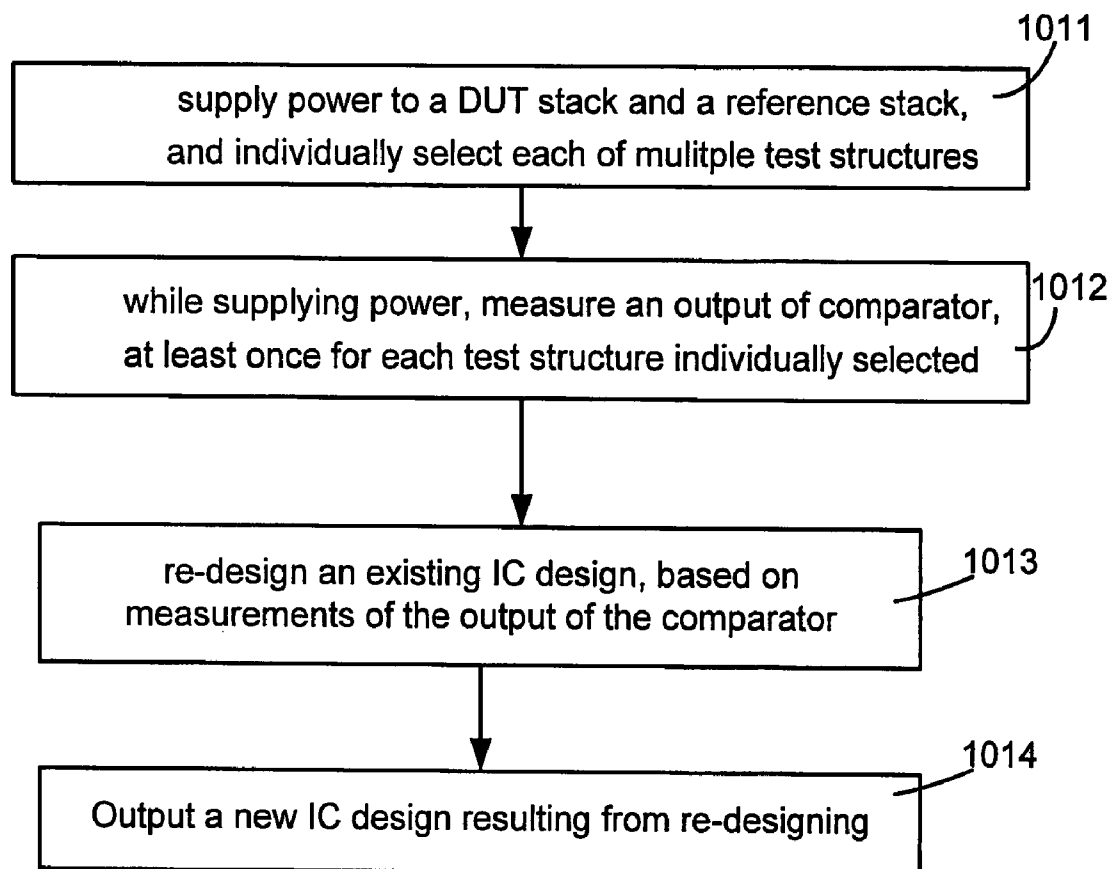 1011
supply power to a DUT stack and a reference stack,
and individually select each of mulitple test structures
1012
while supplying power, measure an output of comparator,
at least once for each test structure individually selected
1013
re-design an existing IC design, based on
measurements of the output of the comparator
1014
Output a new IC design resulting from re-designing